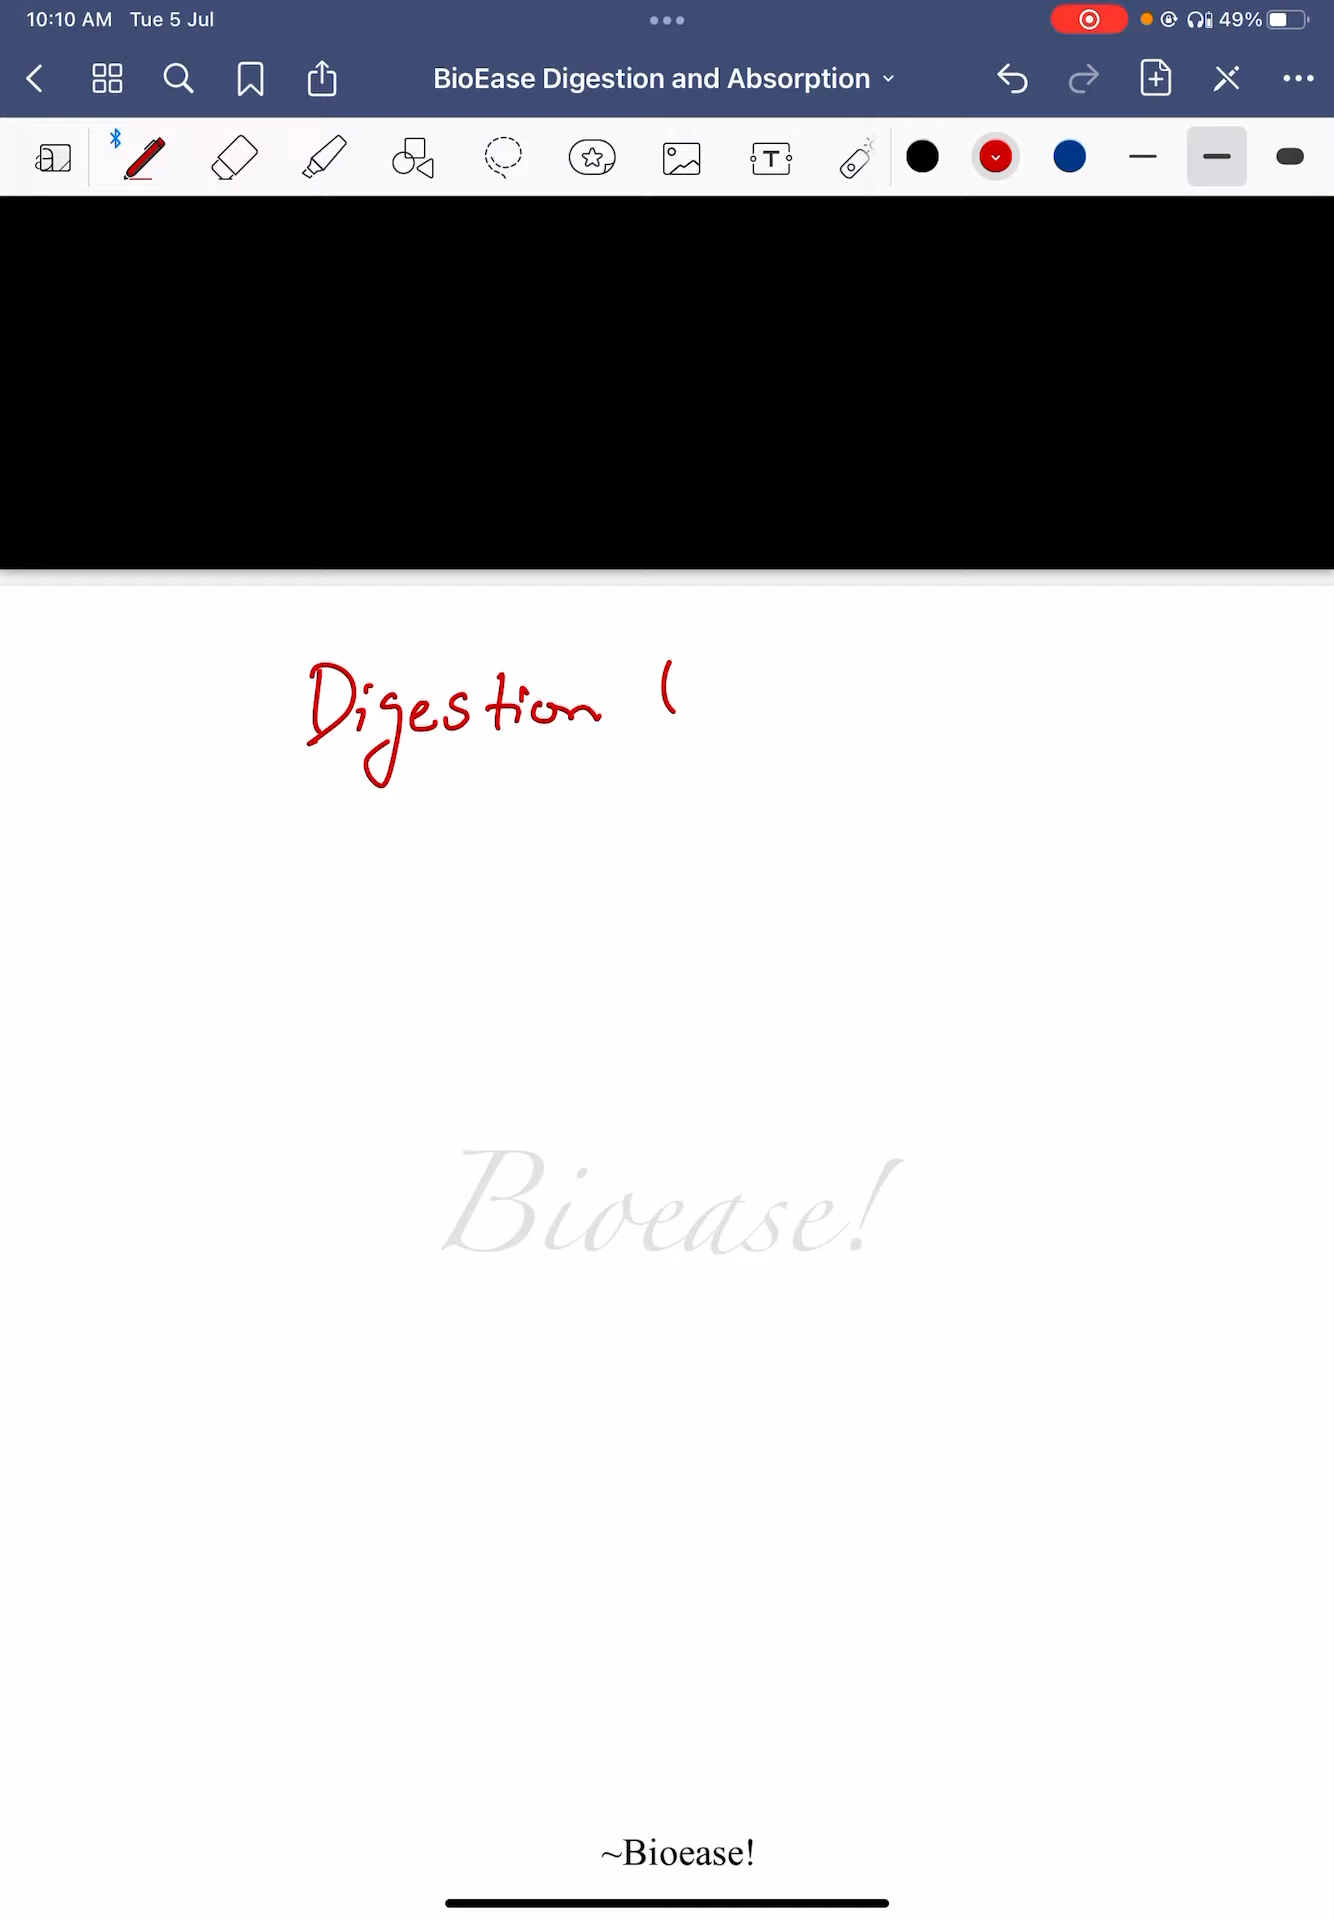 10:10 AM Tue 5 Jul
49%
BioEase Digestion and Absorption
Digestion (
Bioease!
~Bioease!